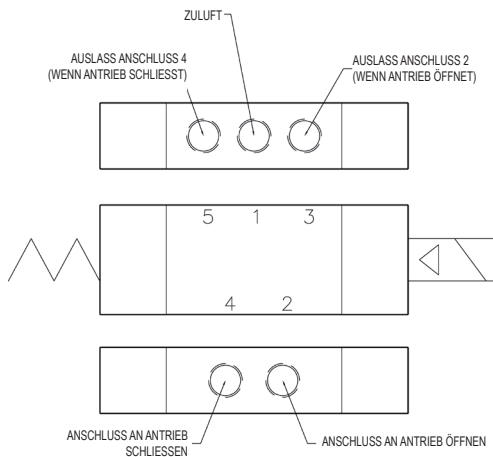 ZULUFT
AUSLASS ANSCHLUSS 4
(WENN ANTRIEB SCHLIESST)
AUSLASS ANSCHLUSS 2
(WENN ANTRIEB ÖFFNET)
5 1 3
4 2
ANSCHLUSS AN ANTRIEB
SCHLIESSEN
ANSCHLUSS AN ANTRIEB ÖFFNEN